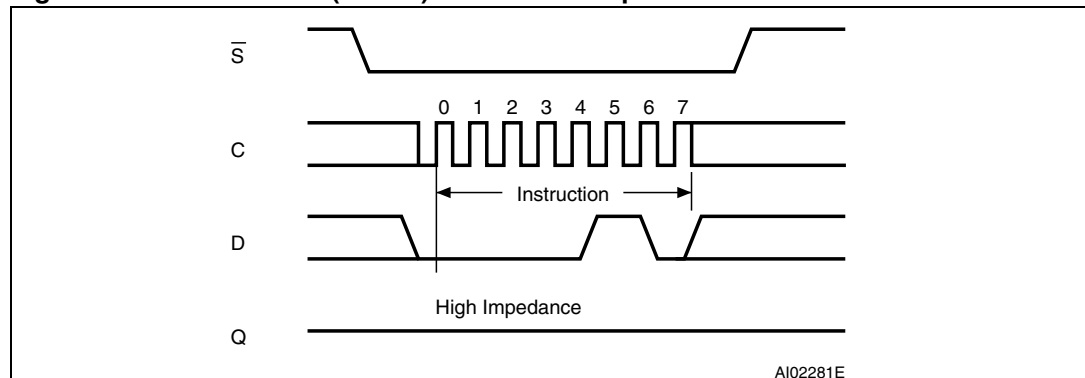 S̅
0 1 2 3 4 5 6 7
C
Instruction
D
High Impedance
Q
AI02281E